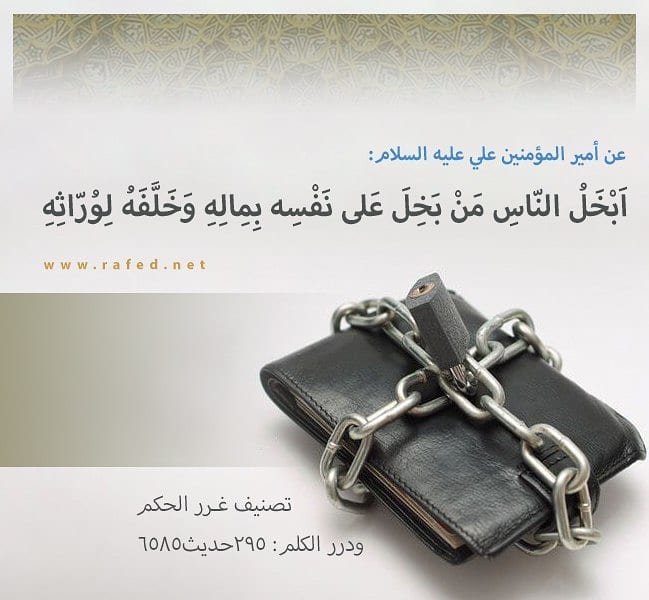 عن أمير المؤمنين علي عليه السلام:
اَبْخَلُ النّاسِ مَنْ بَخِلَ عَلى نَفْسِه بِمِالِهِ وَخَلَّفَهُ لِوُرّاثِهِ
www.rafed.net
تصنيف غرر الحكم
ودرر الكلم: ٢٩٥حديث٦٥٨٥